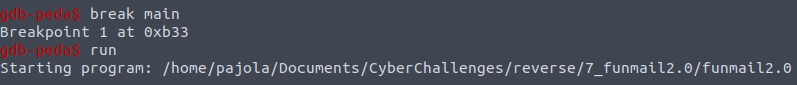 gdb-peda$ break main
Breakpoint 1 at 0xb33
gdb-peda$ run
Starting program: /home/pajola/Documents/CyberChallenges/reverse/7_funmail2.0/funmail2.0